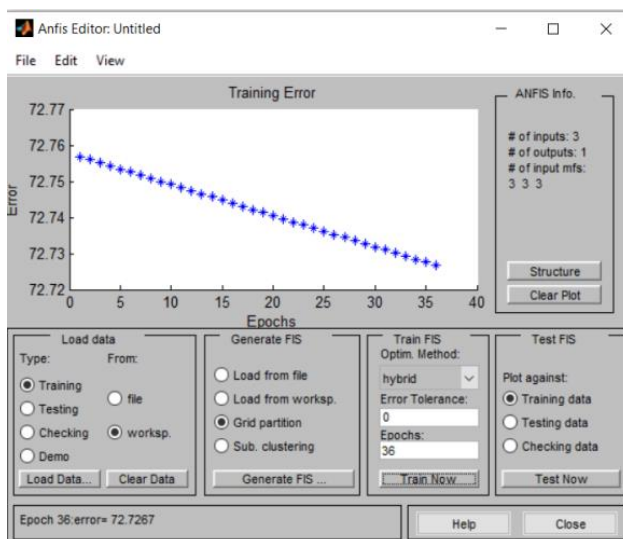 Anfis Editor: Untitled
File Edit View
Training Error
72.77
72.76
72.75
72.74
72.73
72.72
Error
0 5 10 15 20 25 30 35 40
Epochs
ANFIS Info.
# of inputs: 3
# of outputs: 1
# of input mfs:
3 3 3
Structure
Clear Plot
Load data
Type: From:
Training
Testing
Checking
Demo
file
worksp.
Load Data... Clear Data
Generate FIS
Load from file
Load from worksp.
Grid partition
Sub. clustering
Generate FIS ...
Train FIS
Optim. Method:
hybrid
Error Tolerance:
0
Epochs:
36
Train Now
Test FIS
Plot against:
Training data
Testing data
Checking data
Test Now
Epoch 36:error= 72.7267
Help Close